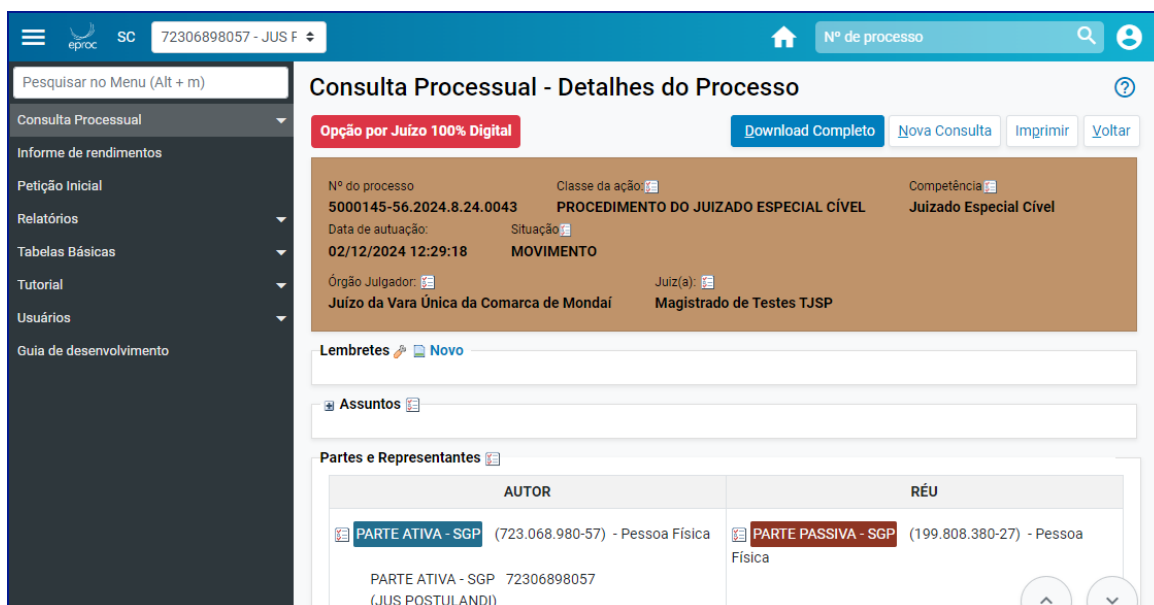 eproc SC 72306898057 - JUS F Nº de processo
Pesquisar no Menu (Alt + m)
Consulta Processual
Informe de rendimentos
Petição Inicial
Relatórios
Tabelas Básicas
Tutorial
Usuários
Guia de desenvolvimento
Consulta Processual - Detalhes do Processo
Opção por Juízo 100% Digital Download Completo Nova Consulta Imprimir Voltar
Nº do processo Classe da ação: Competência
5000145-56.2024.8.24.0043 PROCEDIMENTO DO JUIZADO ESPECIAL CÍVEL Juizado Especial Cível
Data de autuação: Situação
02/12/2024 12:29:18 MOVIMENTO
Órgão Julgador: Juiz(a):
Juízo da Vara Única da Comarca de Mondaí Magistrado de Testes TJSP
Lembretes Novo
Assuntos
Partes e Representantes
AUTOR RÉU
PARTE ATIVA - SGP (723.068.980-57) - Pessoa Física PARTE PASSIVA - SGP (199.808.380-27) - Pessoa
Física
PARTE ATIVA - SGP 72306898057
(JUS POSTULANDI)